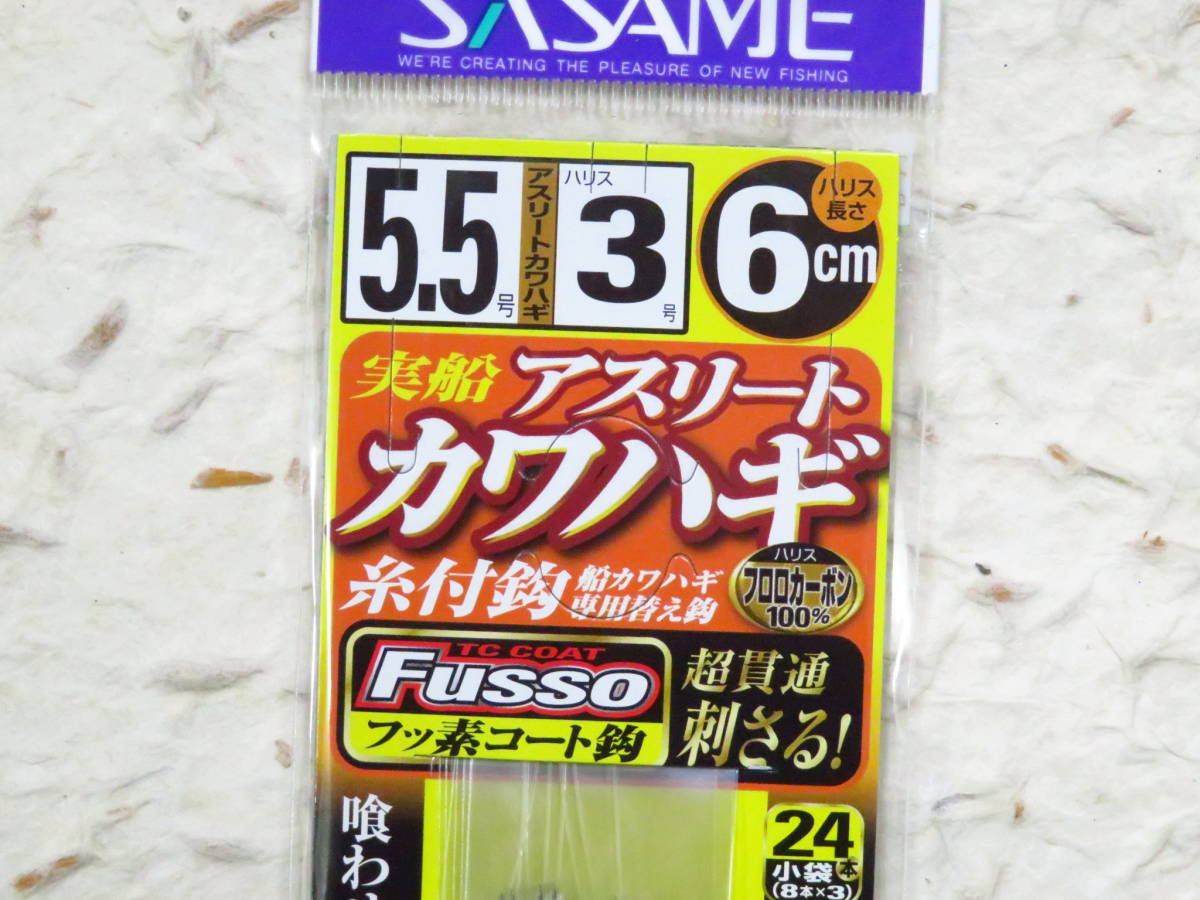 SASAME
WE'RE CREATING THE PLEASURE OF NEW FISHING
5.5号
アスリートカワハギ
ハリス
3号
6cm
ハリス
長さ
実船 アスリート
カワハギ
糸付鈎
船カワハギ
専用替え鈎
ハリス
フロロカーボン
100%
TC COAT
Fusso
フッ素コート鈎
超貫通
刺さる!
喰わ
24本
小袋
(8本×3)